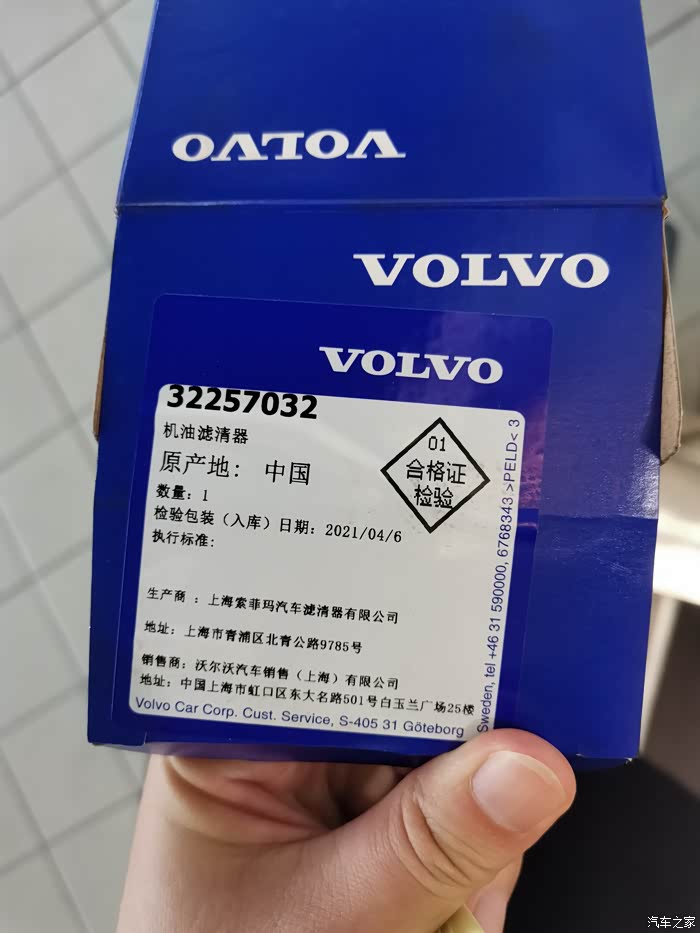 VOLVO
VOLVO
VOLVO
32257032
机油滤清器
原产地: 中国
数量: 1
检验包装（入库）日期: 2021/04/6
执行标准:
01
合格证
检验
生产商 : 上海索菲玛汽车滤清器有限公司
地址: 上海市青浦区北青公路9785号
销售商: 沃尔沃汽车销售（上海）有限公司
地址: 中国上海市虹口区东大名路501号白玉兰广场25楼
Volvo Car Corp. Cust. Service, S-405 31 Göteborg
Sweden, tel +46 31 590000, 6768343 >PELD< 3
汽车之家